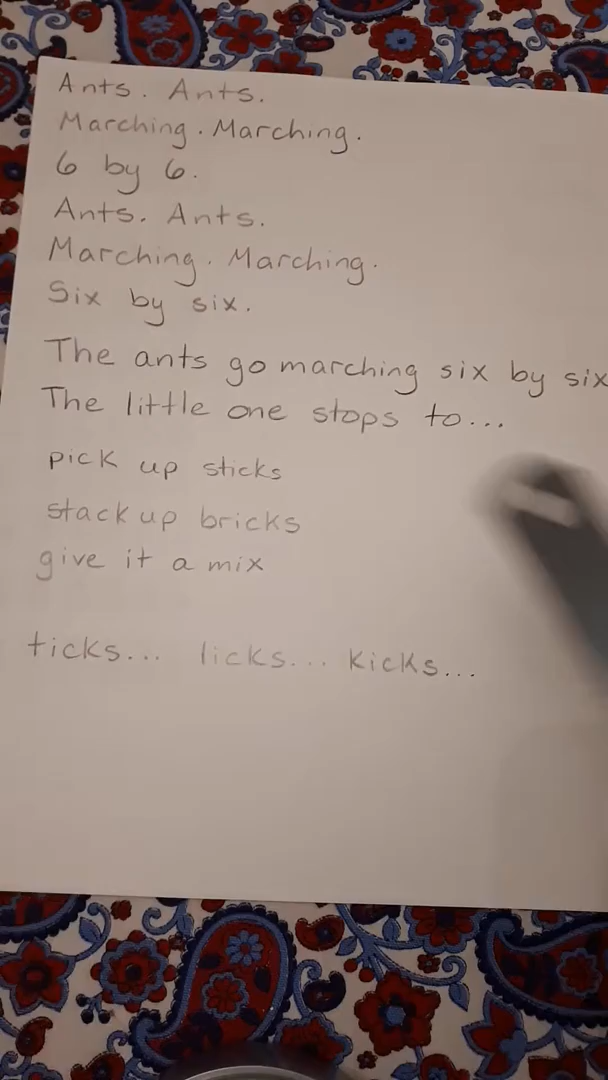 Ants. Ants.
Marching. Marching.
6 by 6.
Ants. Ants.
Marching. Marching.
Six by six.
The ants go marching six by six
The little one stops to...
pick up sticks
stack up bricks
give it a mix
ticks... licks... kicks...